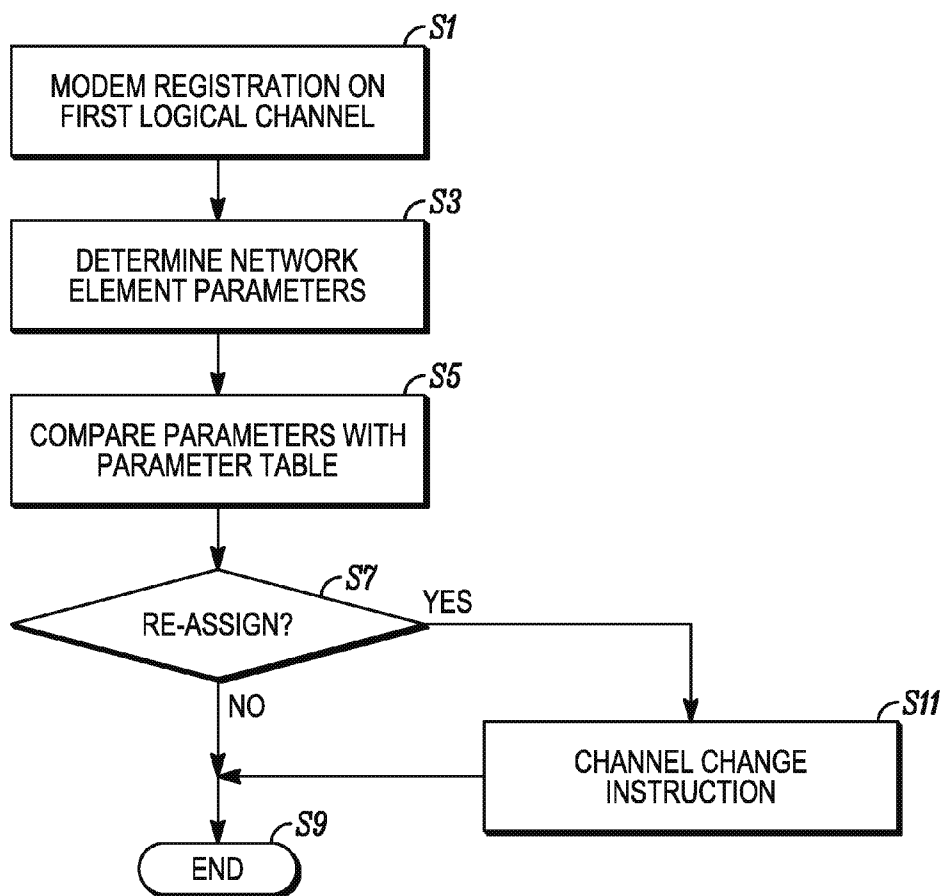 S1
MODEM REGISTRATION ON
FIRST LOGICAL CHANNEL
S3
DETERMINE NETWORK
ELEMENT PARAMETERS
S5
COMPARE PARAMETERS WITH
PARAMETER TABLE
S7
RE-ASSIGN?
YES
NO
S11
CHANNEL CHANGE
INSTRUCTION
S9
END